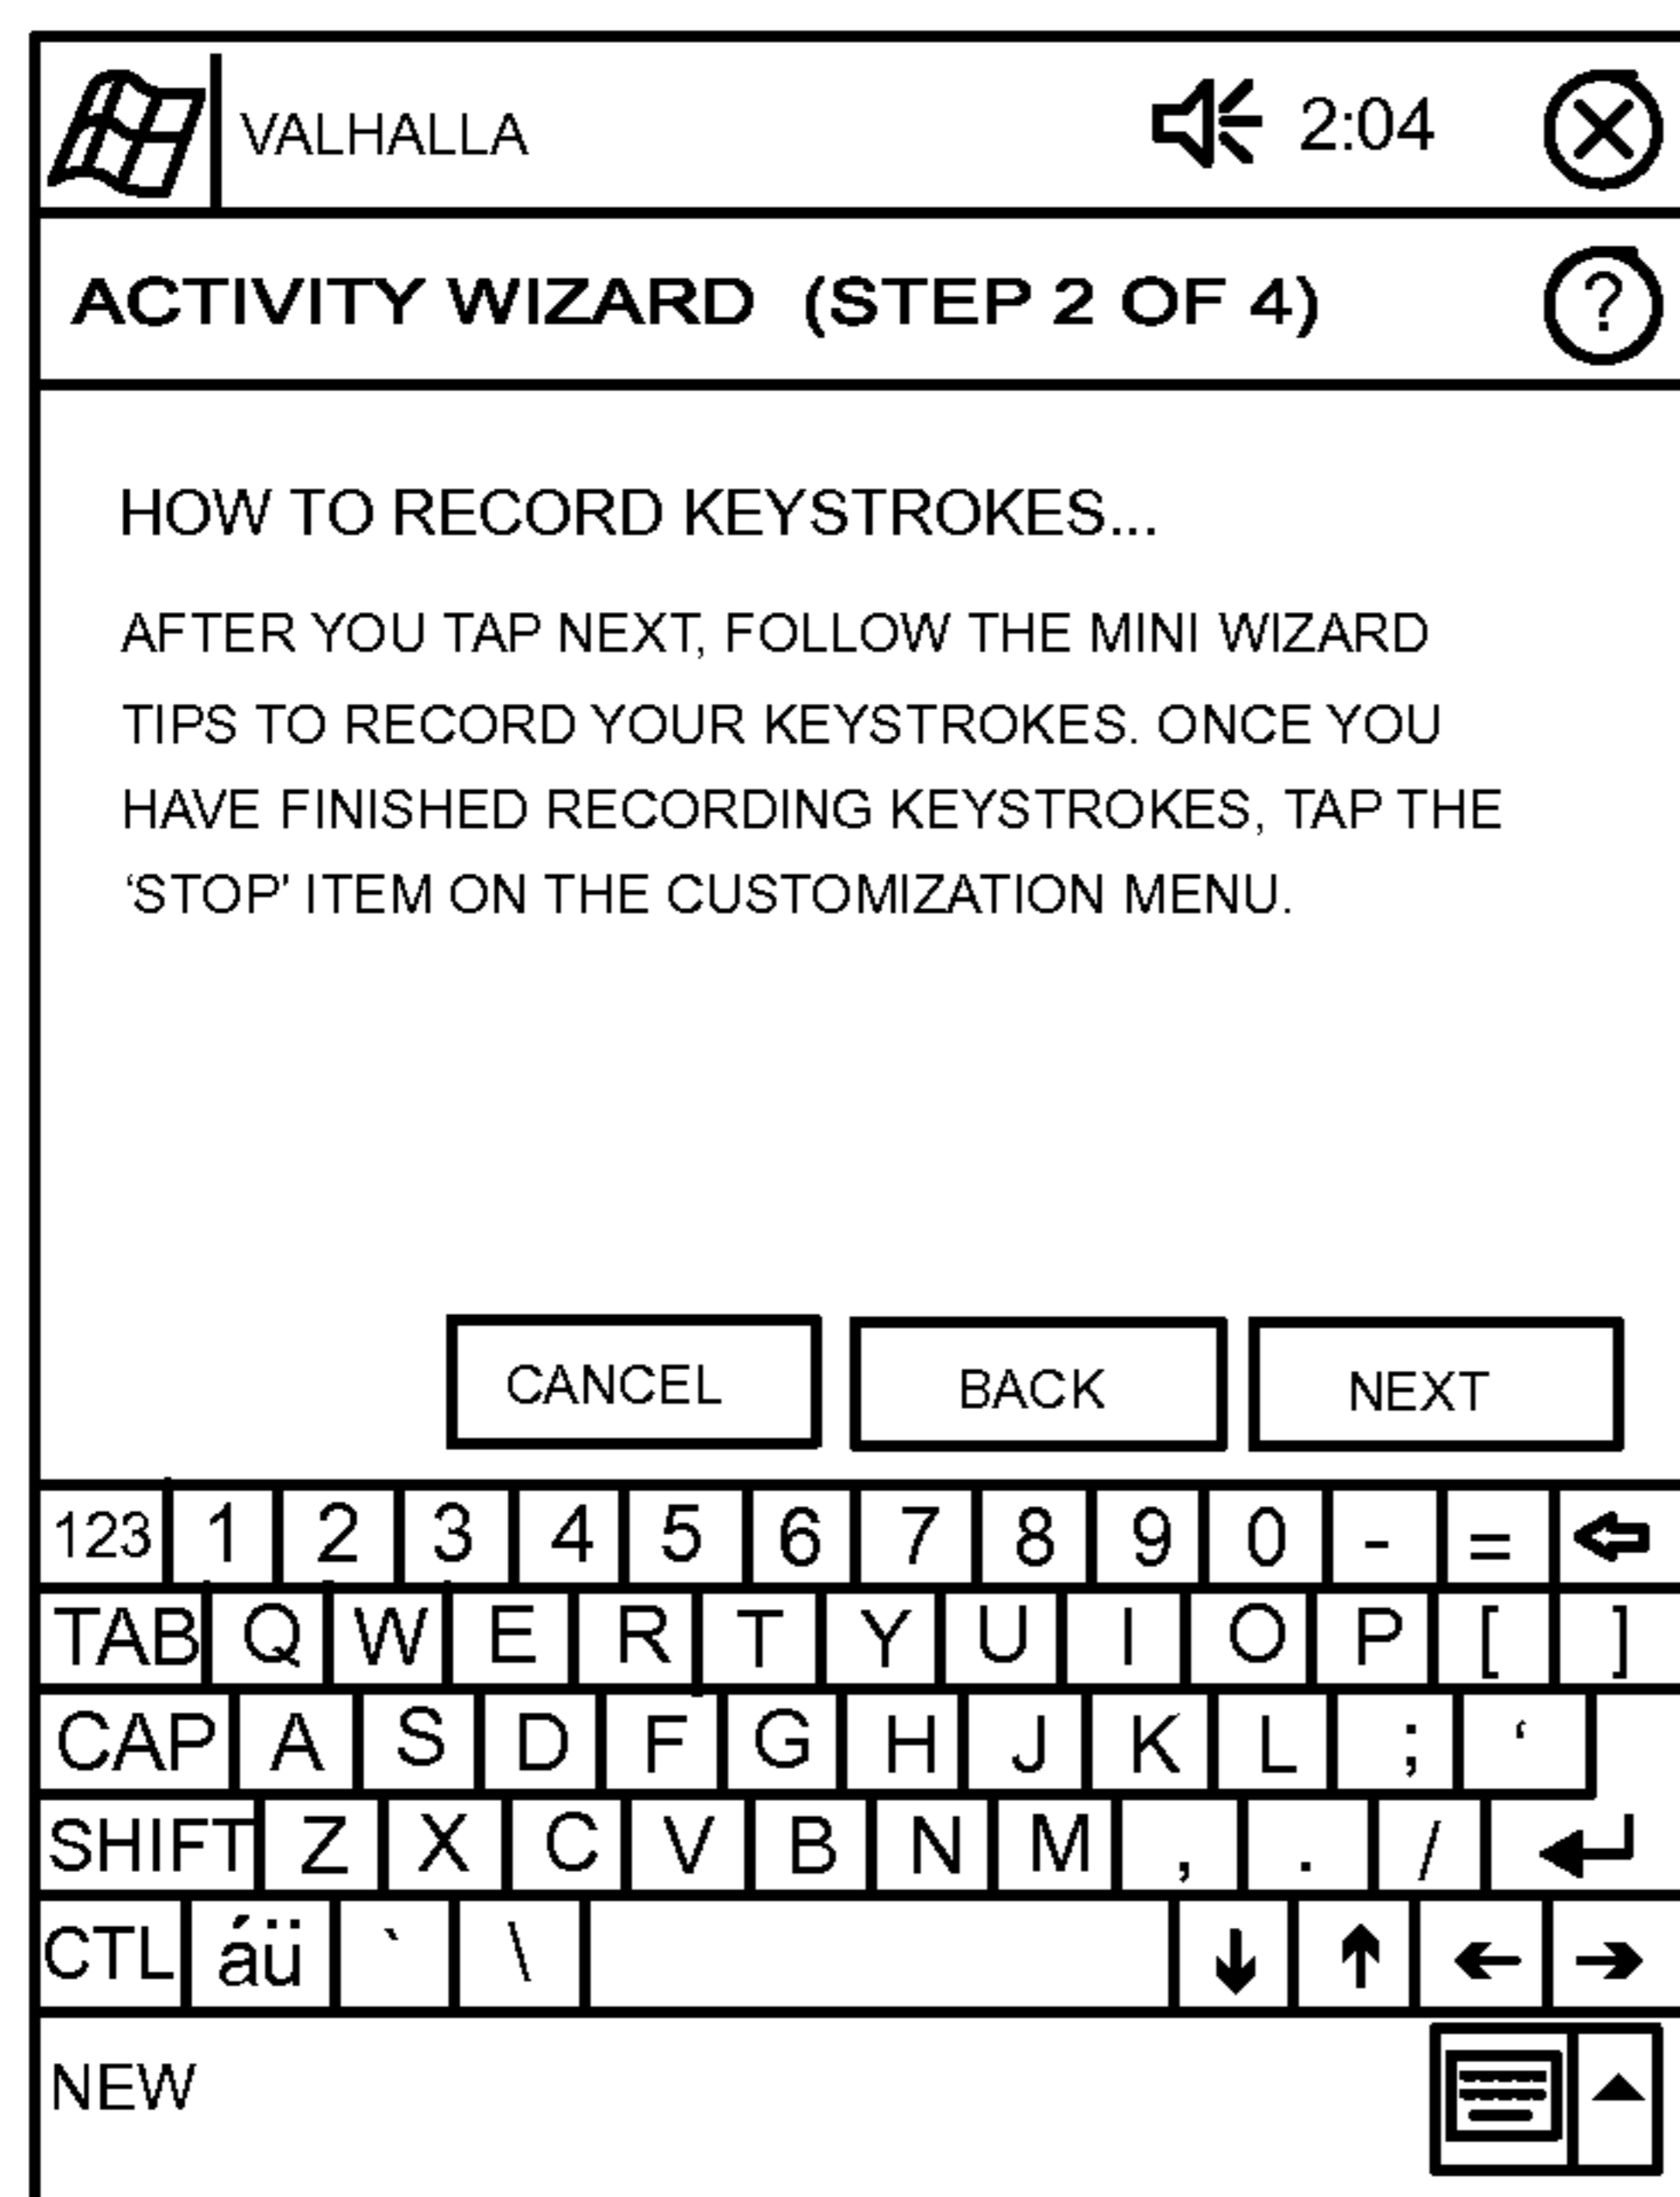 VALHALLA 2:04
ACTIVITY WIZARD (STEP 2 OF 4) ?
HOW TO RECORD KEYSTROKES...
AFTER YOU TAP NEXT, FOLLOW THE MINI WIZARD
TIPS TO RECORD YOUR KEYSTROKES. ONCE YOU
HAVE FINISHED RECORDING KEYSTROKES, TAP THE
‘STOP’ ITEM ON THE CUSTOMIZATION MENU.
CANCEL BACK NEXT
123 1 2 3 4 5 6 7 8 9 0 - =
TAB Q W E R T Y U I O P [ ]
CAP A S D F G H J K L ; ‘
SHIFT Z X C V B N M , . /
CTL áü ` \
NEW